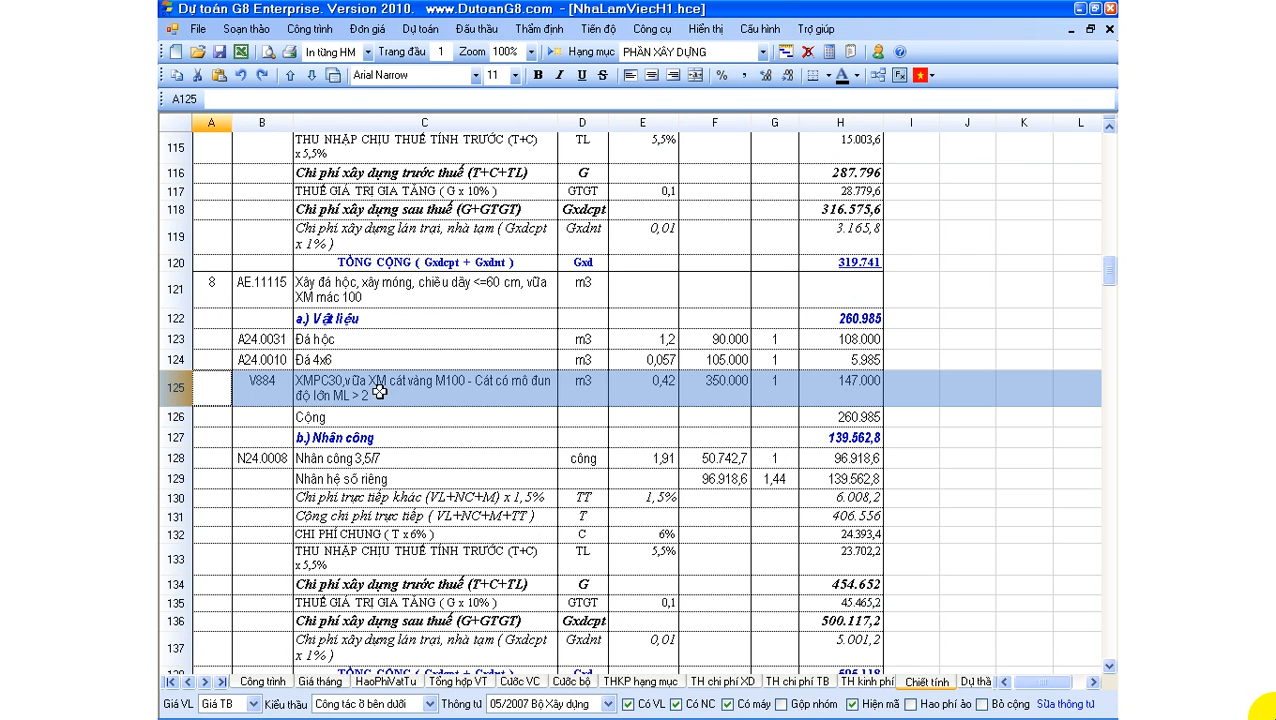 Dự toán G8 Enterprise. Version 2010. www.DutoanG8.com - [NhaLamViecH1.hce]
File Soạn thảo Công trình Đơn giá Đấu thầu Thẩm định Tiện ích Công cụ Hiển thị Cấu hình Trợ giúp
In từng HM Trang đầu 1 Zoom 100% Hạng mục PHẦN XÂY DỰNG
Arial Narrow 11 B I U S %
A125
A B C D E F G H I J K L
115 THU NHẬP CHỊU THUẾ TÍNH TRƯỚC (T+C) x 5,5% TL 5,5% 15.003,6
116 Chi phí xây dựng trước thuế (T+C+TL) G 287.796
117 THUẾ GIÁ TRỊ GIA TĂNG ( G x 10% ) GTGT 0,1 28.779,6
118 Chi phí xây dựng sau thuế (G+GTGT) Gxdcpt 316.575,6
119 Chi phí xây dựng lán trại, nhà tạm ( Gxdcpt x 1% ) Gxdnt 0,01 3.165,8
120 TỔNG CỘNG ( Gxdcpt + Gxdnt ) Gxd 319.741
121 8 AE.11115 Xây đá hộc, xây móng, chiều dầy <=60 cm, vữa XM mác 100 m3
122 a.) Vật liệu 260.985
123 A24.0031 Đá hộc m3 1,2 90.000 1 108.000
124 A24.0010 Đá 4x6 m3 0,057 105.000 1 5.985
125 V884 XMPC30,vữa XM cát vàng M100 - Cát có mô đun độ lớn ML > 2 m3 0,42 350.000 1 147.000
126 Cộng 260.985
127 b.) Nhân công 139.562,8
128 N24.0008 Nhân công 3,5/7 công 1,91 50.742,7 1 96.918,6
129 Nhân hệ số riêng 96.918,6 1,44 139.562,8
130 Chi phí trực tiếp khác (VL+NC+M) x 1,5% TT 1,5% 6.008,2
131 Cộng chi phí trực tiếp ( VL+NC+M+TT ) T 406.556
132 CHI PHÍ CHUNG ( T x 6% ) C 6% 24.393,4
133 THU NHẬP CHỊU THUẾ TÍNH TRƯỚC (T+C) x 5,5% TL 5,5% 23.702,2
134 Chi phí xây dựng trước thuế (T+C+TL) G 454.652
135 THUẾ GIÁ TRỊ GIA TĂNG ( G x 10% ) GTGT 0,1 45.465,2
136 Chi phí xây dựng sau thuế (G+GTGT) Gxdcpt 500.117,2
137 Chi phí xây dựng lán trại, nhà tạm ( Gxdcpt x 1% ) Gxdnt 0,01 5.001,2
TỔNG CỘNG ( Gxdcpt + Gxdnt ) Gxd 505.118
Công trình Giá tháng HaoPhiVatTu Tổng hợp VT Cước VC Cước bộ THKP hạng mục TH chi phí XD TH chi phí TB TH kinh phí Chiết tính Dự thầ
Giá VL Giá TB Kiểu thầu Công tác ở bên dưới Thông tư 05/2007 Bộ Xây dựng Có VL Có NC Có máy Gộp nhóm Hiện mã Hao phí ảo Bỏ cộng Sửa thông tư